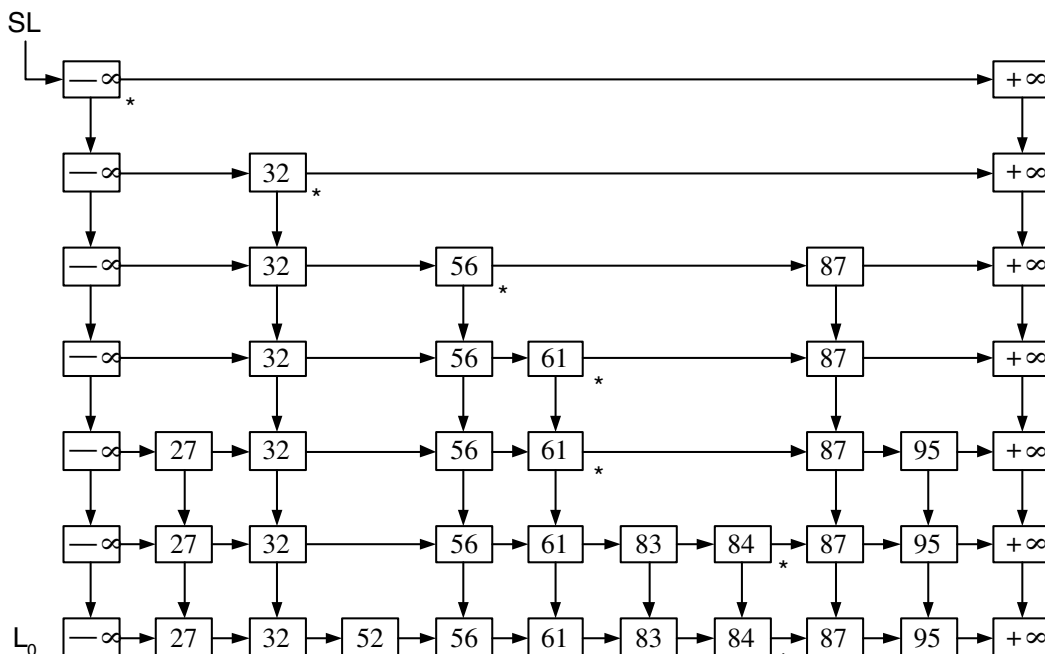 SL
−∞ +∞
*
−∞ 32 +∞
*
−∞ 32 56 87 +∞
*
−∞ 32 56 61 87 +∞
*
−∞ 27 32 56 61 87 95 +∞
*
−∞ 27 32 56 61 83 84 87 95 +∞
*
L₀ −∞ 27 32 52 56 61 83 84 87 95 +∞
*